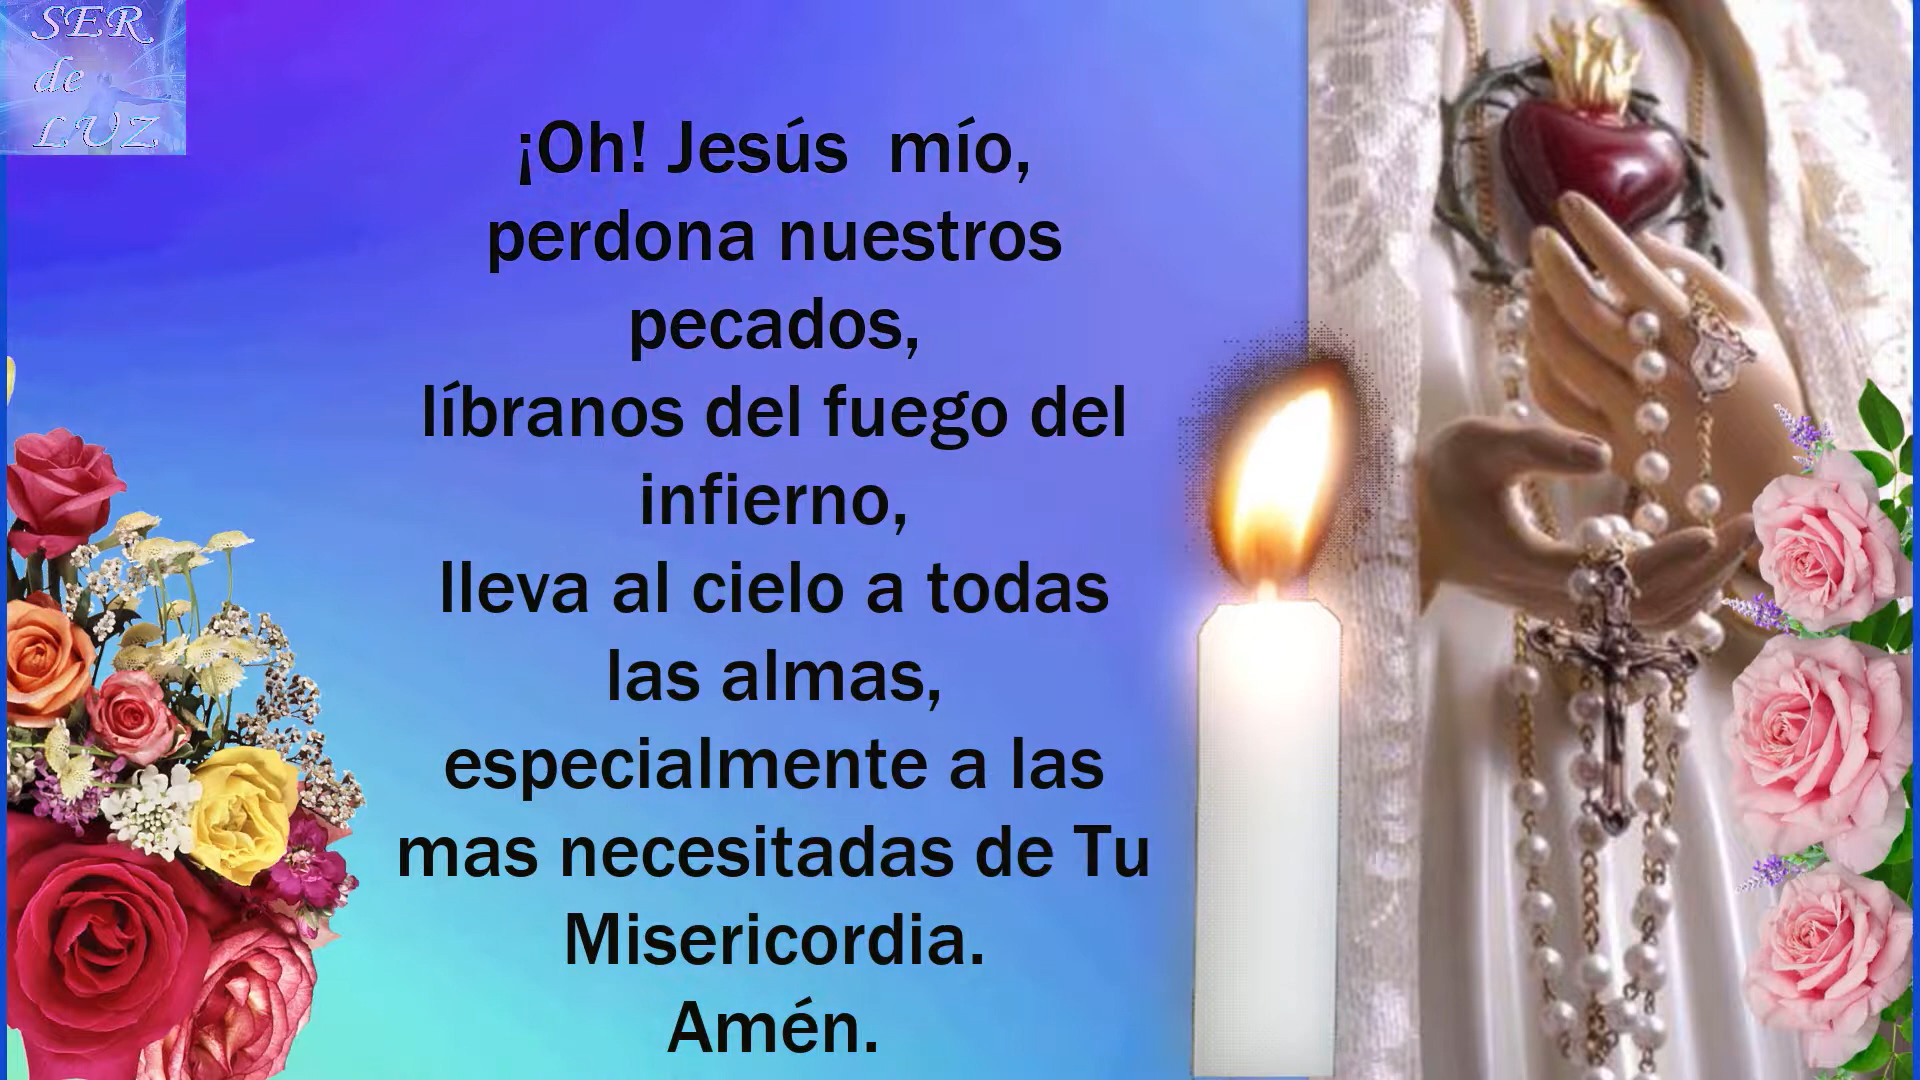 SER
de
LUZ
¡Oh! Jesús  mío,
perdona nuestros
pecados,
líbranos del fuego del
infierno,
lleva al cielo a todas
las almas,
especialmente a las
mas necesitadas de Tu
Misericordia.
Amén.